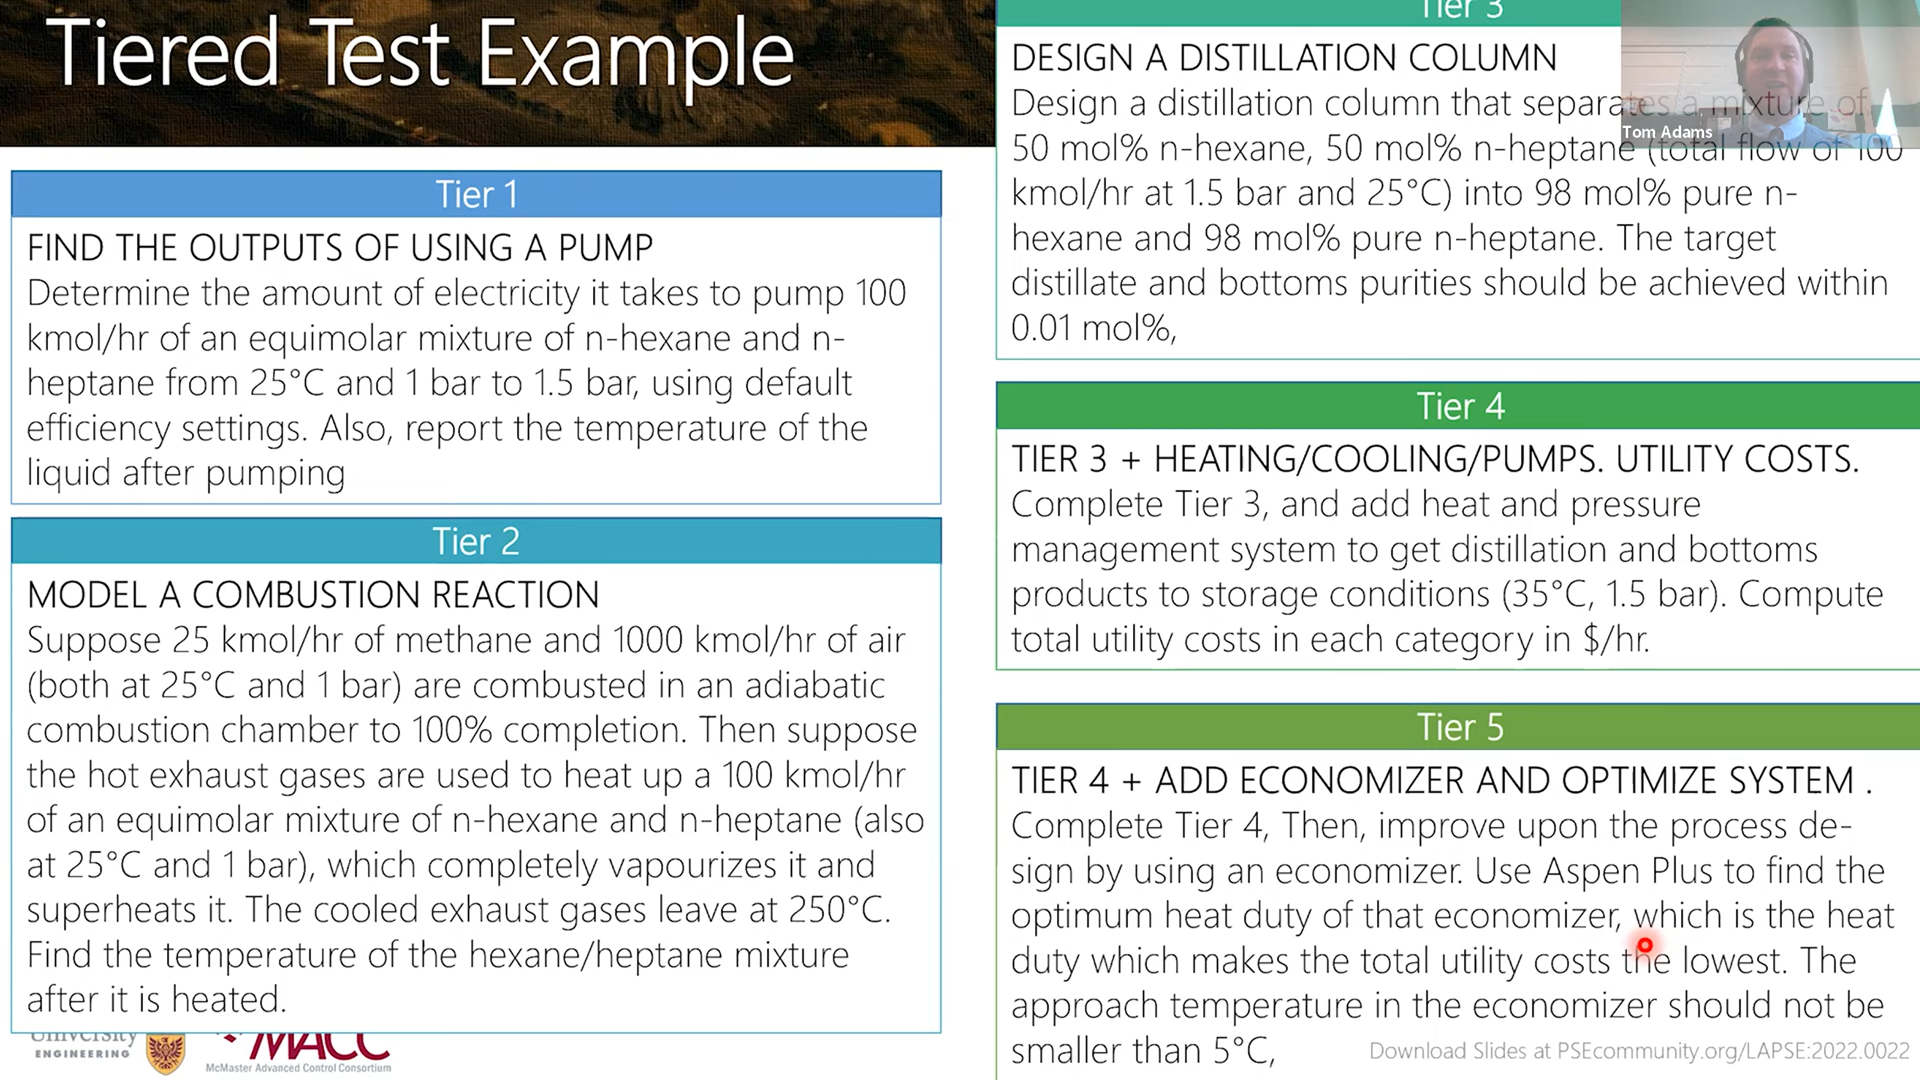 Tiered Test Example
Tier 1
FIND THE OUTPUTS OF USING A PUMP
Determine the amount of electricity it takes to pump 100
kmol/hr of an equimolar mixture of n-hexane and n-
heptane from 25°C and 1 bar to 1.5 bar, using default
efficiency settings. Also, report the temperature of the
liquid after pumping
Tier 2
MODEL A COMBUSTION REACTION
Suppose 25 kmol/hr of methane and 1000 kmol/hr of air
(both at 25°C and 1 bar) are combusted in an adiabatic
combustion chamber to 100% completion. Then suppose
the hot exhaust gases are used to heat up a 100 kmol/hr
of an equimolar mixture of n-hexane and n-heptane (also
at 25°C and 1 bar), which completely vapourizes it and
superheats it. The cooled exhaust gases leave at 250°C.
Find the temperature of the hexane/heptane mixture
after it is heated.
University
ENGINEERING
MACC
McMaster Advanced Control Consortium
Tier 3
DESIGN A DISTILLATION COLUMN
Design a distillation column that separates a mixture of
50 mol% n-hexane, 50 mol% n-heptane (total flow of 100
kmol/hr at 1.5 bar and 25°C) into 98 mol% pure n-
hexane and 98 mol% pure n-heptane. The target
distillate and bottoms purities should be achieved within
0.01 mol%,
Tom Adams
Tier 4
TIER 3 + HEATING/COOLING/PUMPS. UTILITY COSTS.
Complete Tier 3, and add heat and pressure
management system to get distillation and bottoms
products to storage conditions (35°C, 1.5 bar). Compute
total utility costs in each category in $/hr.
Tier 5
TIER 4 + ADD ECONOMIZER AND OPTIMIZE SYSTEM .
Complete Tier 4, Then, improve upon the process de-
sign by using an economizer. Use Aspen Plus to find the
optimum heat duty of that economizer, which is the heat
duty which makes the total utility costs the lowest. The
approach temperature in the economizer should not be
smaller than 5°C,
Download Slides at PSEcommunity.org/LAPSE:2022.0022